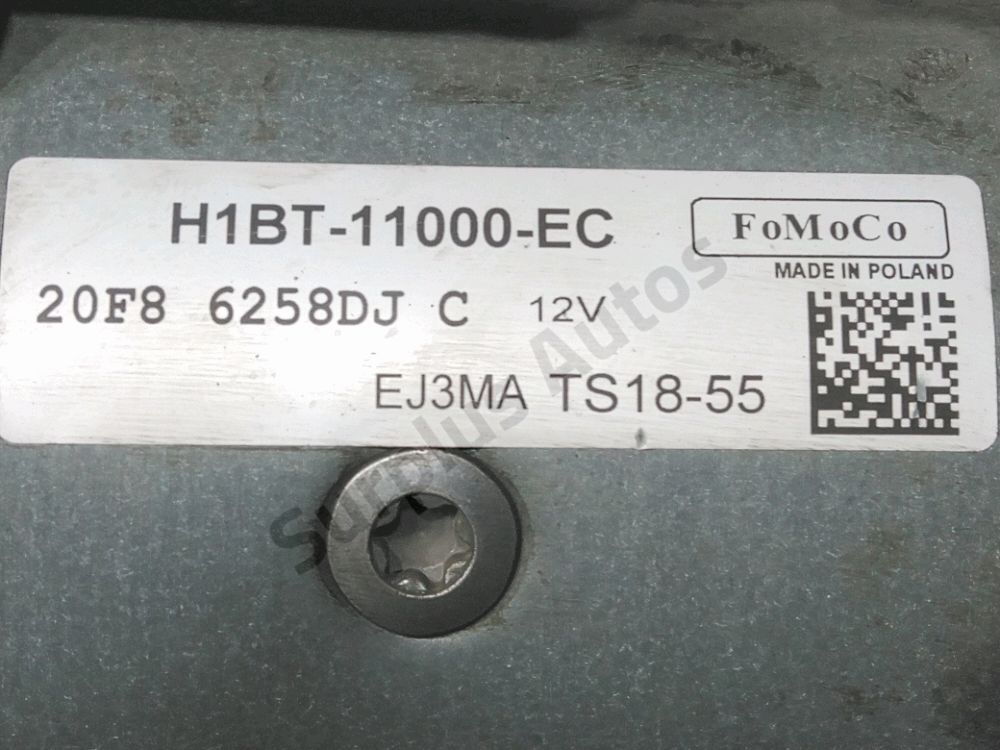 H1BT-11000-EC
FoMoCo
MADE IN POLAND
20F8 6258DJ C 12V
EJ3MA TS18-55
Surplus Autos